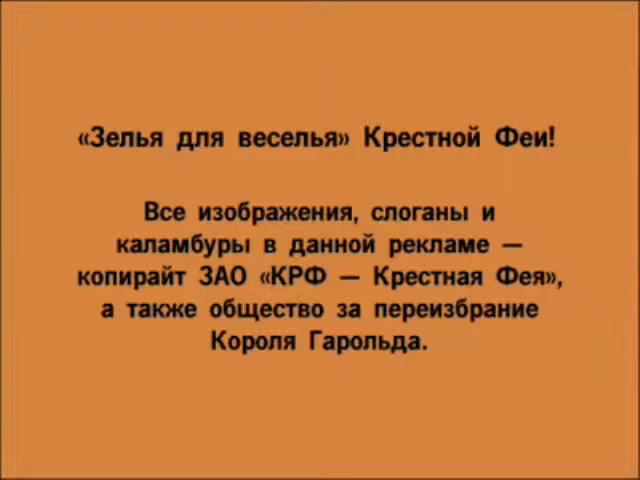 «Зелья для веселья» Крестной Феи!
Все изображения, слоганы и
каламбуры в данной рекламе —
копирайт ЗАО «КРФ — Крестная Фея»,
а также общество за переизбрание
Короля Гарольда.